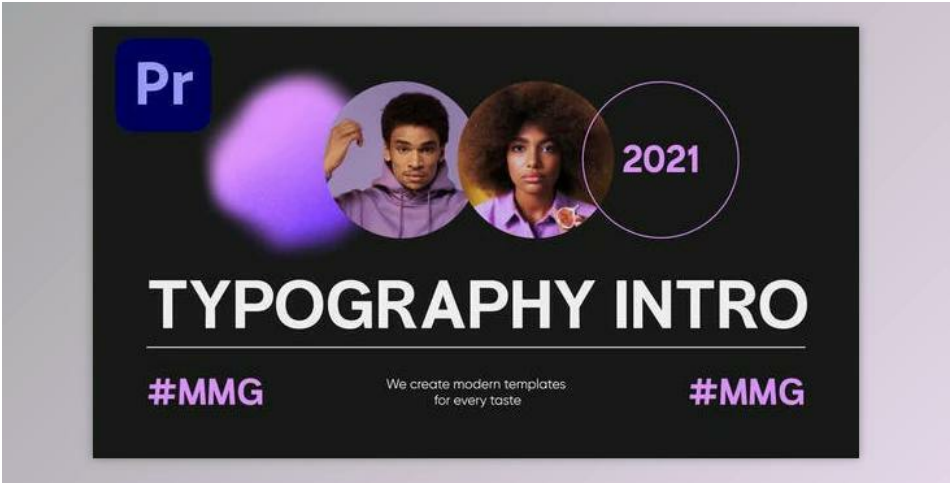 Pr
2021
TYPOGRAPHY INTRO
#MMG
We create modern templates
for every taste
#MMG